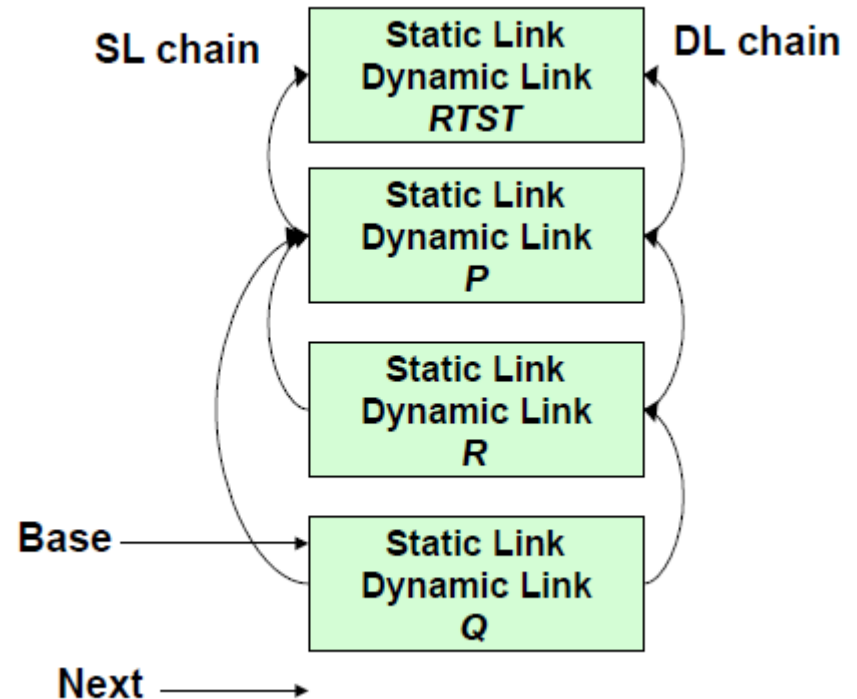 SL chain
DL chain
Static Link
Dynamic Link
RTST
Static Link
Dynamic Link
P
Static Link
Dynamic Link
R
Base
Static Link
Dynamic Link
Q
Next